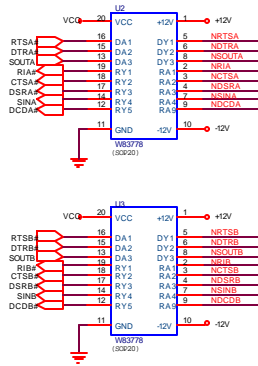 U2
VCC 20 VCC +12V 1 +12V
RTSA# 16 DA1 DY1 5 NRTSA
DTRA# 15 DA2 DY2 6 NDTRA
SOUTA 13 DA3 DY3 8 NSOUTA
RIA# 19 RY1 RA1 2 NRIA
CTSA# 18 RY2 RA2 3 NCTSA
DSRA# 17 RY3 RA3 4 NDSRA
SINA 14 RY4 RA4 7 NSINA
DCDA# 12 RY5 RA5 9 NDCDA
11 GND -12V 10 -12V
W83778
(SOP20)
U3
VCC 20 VCC +12V 1 +12V
RTSB# 16 DA1 DY1 5 NRTSB
DTRB# 15 DA2 DY2 6 NDTRB
SOUTB 13 DA3 DY3 8 NSOUTB
RIB# 19 RY1 RA1 2 NRIB
CTSB# 18 RY2 RA2 3 NCTSB
DSRB# 17 RY3 RA3 4 NDSRB
SINB 14 RY4 RA4 7 NSINB
DCDB# 12 RY5 RA5 9 NDCDB
11 GND -12V 10 -12V
W83778
(SOP20)